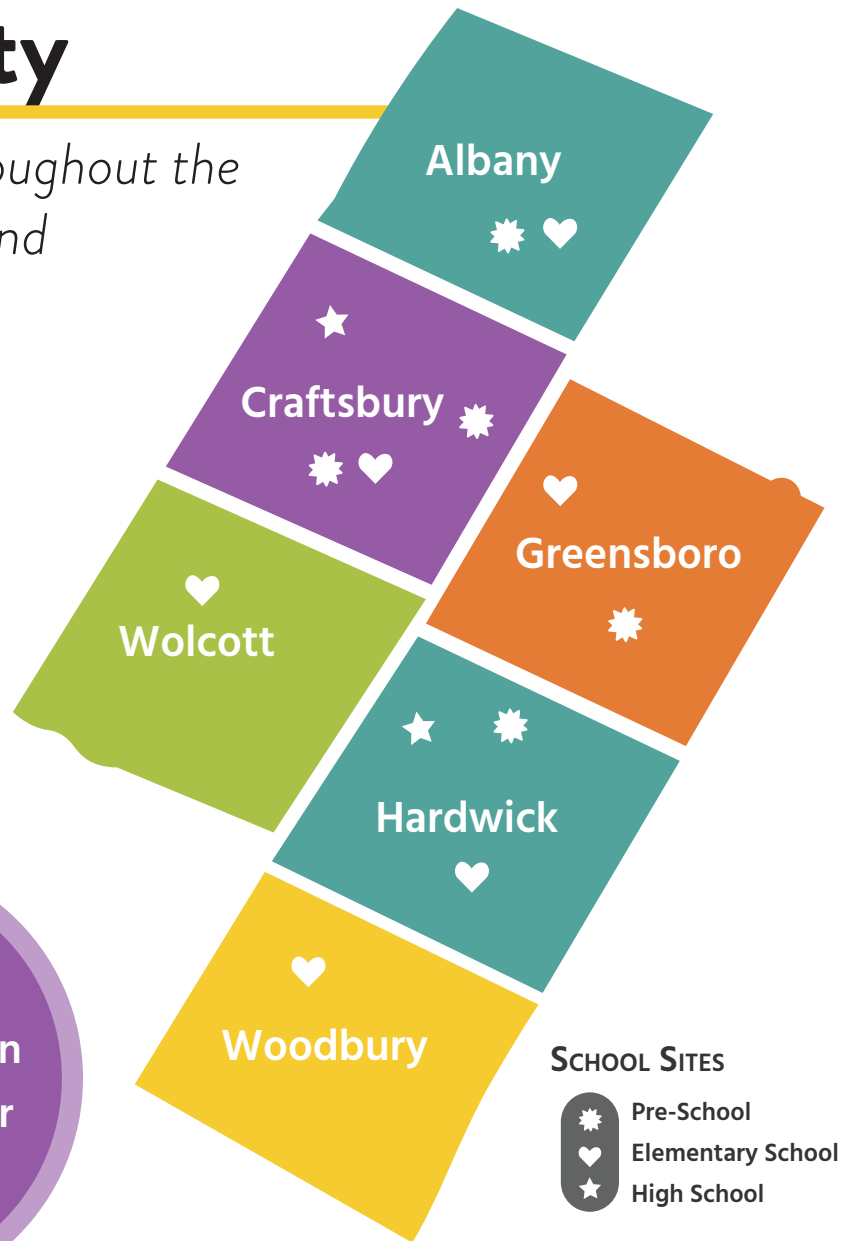 ty
oughout the
nd
Albany
Craftsbury
Greensboro
Wolcott
Hardwick
Woodbury
n
r
SCHOOL SITES
Pre-School
Elementary School
High School